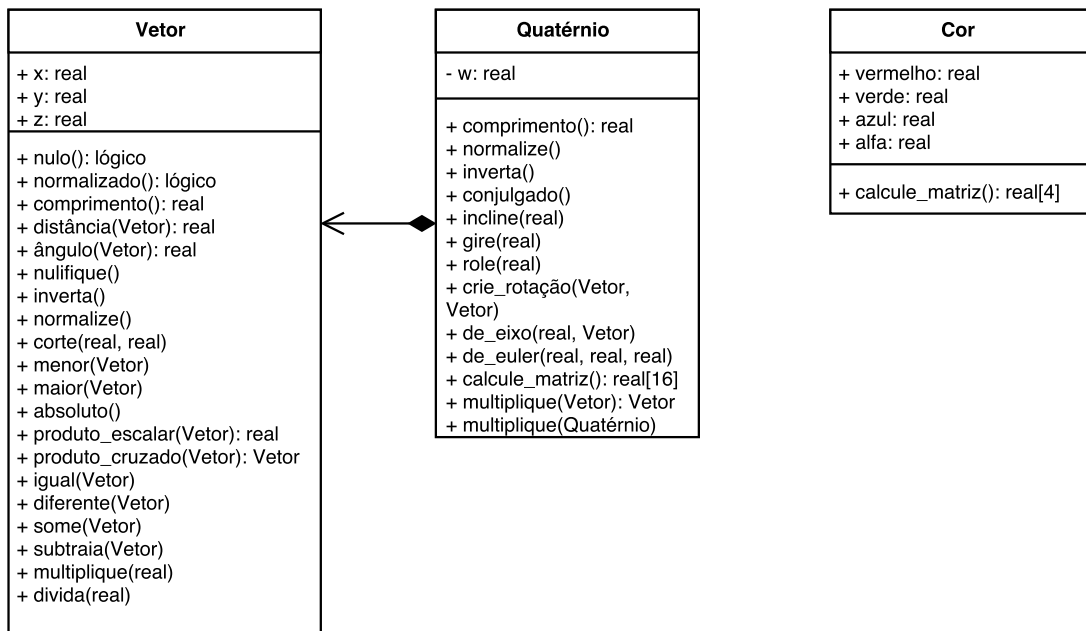 Vetor
+ x: real
+ y: real
+ z: real
+ nulo(): lógico
+ normalizado(): lógico
+ comprimento(): real
+ distância(Vetor): real
+ ângulo(Vetor): real
+ nulifique()
+ inverta()
+ normalize()
+ corte(real, real)
+ menor(Vetor)
+ maior(Vetor)
+ absoluto()
+ produto_escalar(Vetor): real
+ produto_cruzado(Vetor): Vetor
+ igual(Vetor)
+ diferente(Vetor)
+ some(Vetor)
+ subtraia(Vetor)
+ multiplique(real)
+ divida(real)
Quatérnio
- w: real
+ comprimento(): real
+ normalize()
+ inverta()
+ conjulgado()
+ incline(real)
+ gire(real)
+ role(real)
+ crie_rotação(Vetor,
Vetor)
+ de_eixo(real, Vetor)
+ de_euler(real, real, real)
+ calcule_matriz(): real[16]
+ multiplique(Vetor): Vetor
+ multiplique(Quatérnio)
Cor
+ vermelho: real
+ verde: real
+ azul: real
+ alfa: real
+ calcule_matriz(): real[4]